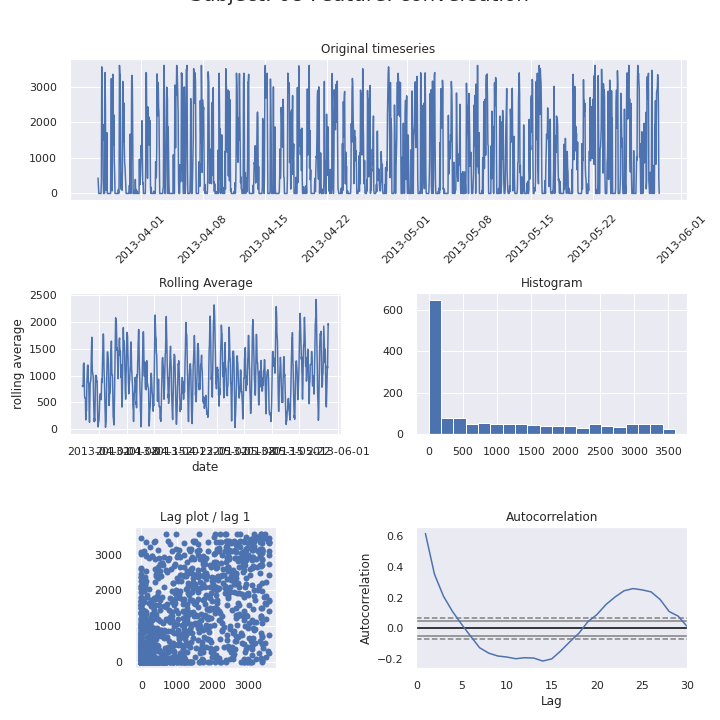 Original timeseries
3000
2000
1000
0
2013-04-01
2013-04-08
2013-04-15
2013-04-22
2013-05-01
2013-05-08
2013-05-15
2013-05-22
2013-06-01
Rolling Average
Histogram
rolling average
2500
2000
1500
1000
500
0
date
600
400
200
0
0 500 1000 1500 2000 2500 3000 3500
Lag plot / lag 1
Autocorrelation
3000
2000
1000
0
0 1000 2000 3000
Autocorrelation
0.6
0.4
0.2
0.0
−0.2
0 5 10 15 20 25 30
Lag